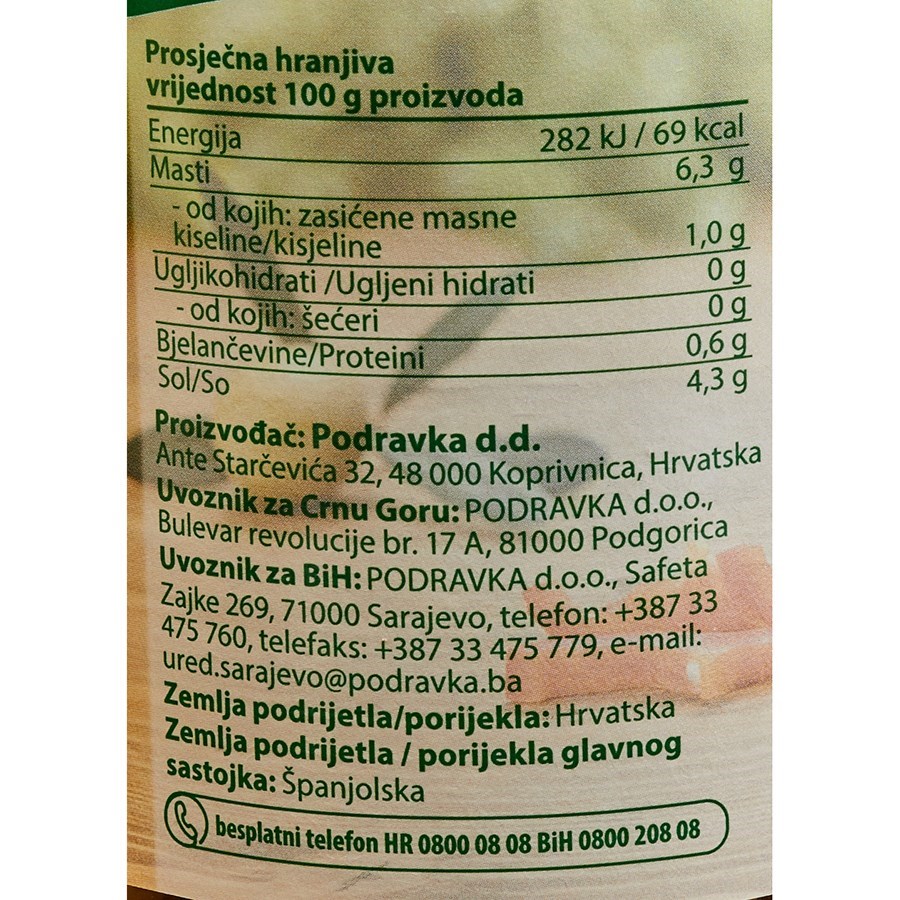 Prosječna hranjiva
vrijednost 100 g proizvoda
Energija 282 kJ / 69 kcal
Masti 6,3 g
- od kojih: zasićene masne
kiseline/kisjeline 1,0 g
Ugljikohidrati /Ugljeni hidrati 0 g
- od kojih: šećeri 0 g
Bjelančevine/Proteini 0,6 g
Sol/So 4,3 g
Proizvođač: Podravka d.d.
Ante Starčevića 32, 48 000 Koprivnica, Hrvatska
Uvoznik za Crnu Goru: PODRAVKA d.o.o.,
Bulevar revolucije br. 17 A, 81000 Podgorica
Uvoznik za BiH: PODRAVKA d.o.o., Safeta
Zajke 269, 71000 Sarajevo, telefon: +387 33
475 760, telefaks: +387 33 475 779, e-mail:
ured.sarajevo@podravka.ba
Zemlja podrijetla/porijekla: Hrvatska
Zemlja podrijetla / porijekla glavnog
sastojka: Španjolska
besplatni telefon HR 0800 08 08 BiH 0800 208 08